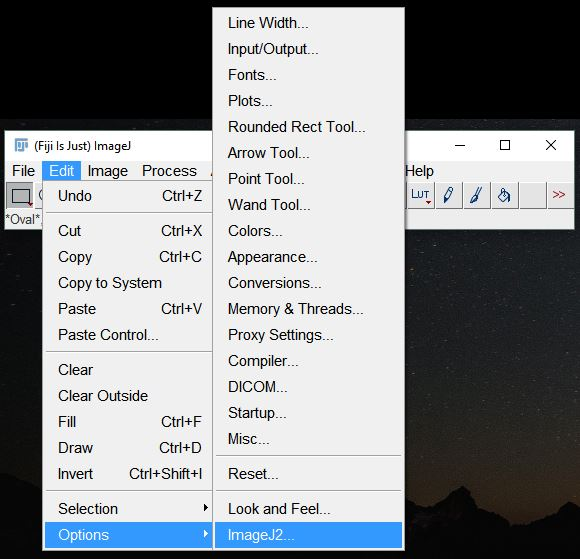 (Fiji Is Just) ImageJ
File Edit Image Process Help
LUT >>
*Oval*
Undo Ctrl+Z
Cut Ctrl+X
Copy Ctrl+C
Copy to System
Paste Ctrl+V
Paste Control...
Clear
Clear Outside
Fill Ctrl+F
Draw Ctrl+D
Invert Ctrl+Shift+I
Selection
Options
Line Width...
Input/Output...
Fonts...
Plots...
Rounded Rect Tool...
Arrow Tool...
Point Tool...
Wand Tool...
Colors...
Appearance...
Conversions...
Memory & Threads...
Proxy Settings...
Compiler...
DICOM...
Startup...
Misc...
Reset...
Look and Feel...
ImageJ2...